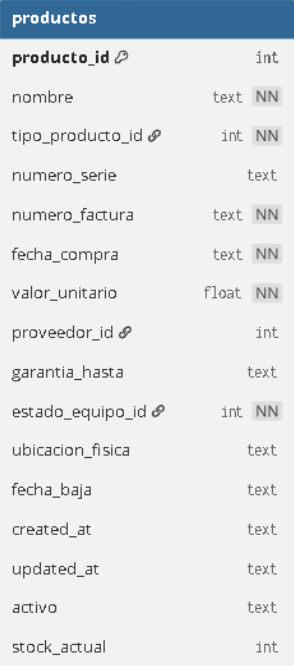 productos
producto_id int
nombre text NN
tipo_producto_id int NN
numero_serie text
numero_factura text NN
fecha_compra text NN
valor_unitario float NN
proveedor_id int
garantia_hasta text
estado_equipo_id int NN
ubicacion_fisica text
fecha_baja text
created_at text
updated_at text
activo text
stock_actual int